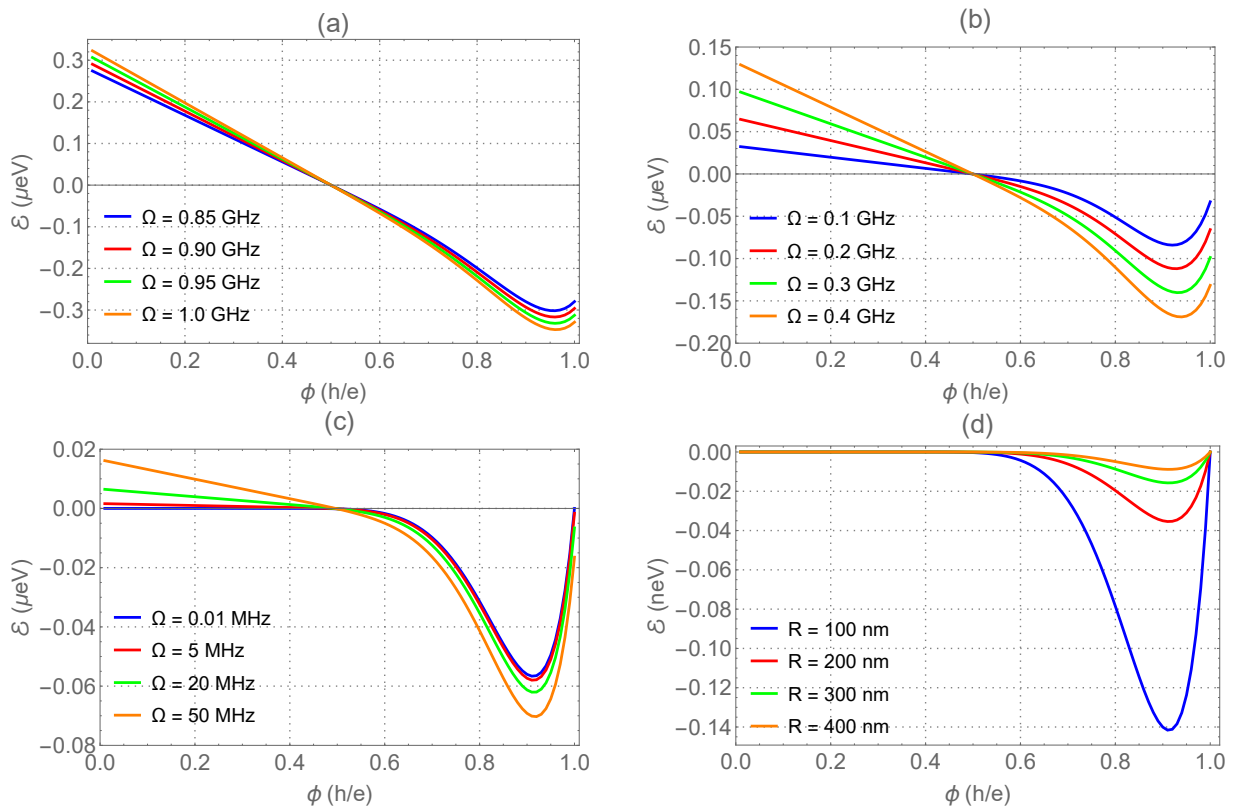 (a)
0.3
0.2
0.1
0.0
−0.1
−0.2
−0.3
ℰ (μeV)
Ω = 0.85 GHz
Ω = 0.90 GHz
Ω = 0.95 GHz
Ω = 1.0 GHz
0.0 0.2 0.4 0.6 0.8 1.0
ϕ (h/e)
(b)
0.15
0.10
0.05
0.00
−0.05
−0.10
−0.15
−0.20
ℰ (μeV)
Ω = 0.1 GHz
Ω = 0.2 GHz
Ω = 0.3 GHz
Ω = 0.4 GHz
0.0 0.2 0.4 0.6 0.8 1.0
ϕ (h/e)
(c)
0.02
0.00
−0.02
−0.04
−0.06
−0.08
ℰ (μeV)
Ω = 0.01 MHz
Ω = 5 MHz
Ω = 20 MHz
Ω = 50 MHz
0.0 0.2 0.4 0.6 0.8 1.0
ϕ (h/e)
(d)
0.00
−0.02
−0.04
−0.06
−0.08
−0.10
−0.12
−0.14
ℰ (neV)
R = 100 nm
R = 200 nm
R = 300 nm
R = 400 nm
0.0 0.2 0.4 0.6 0.8 1.0
ϕ (h/e)